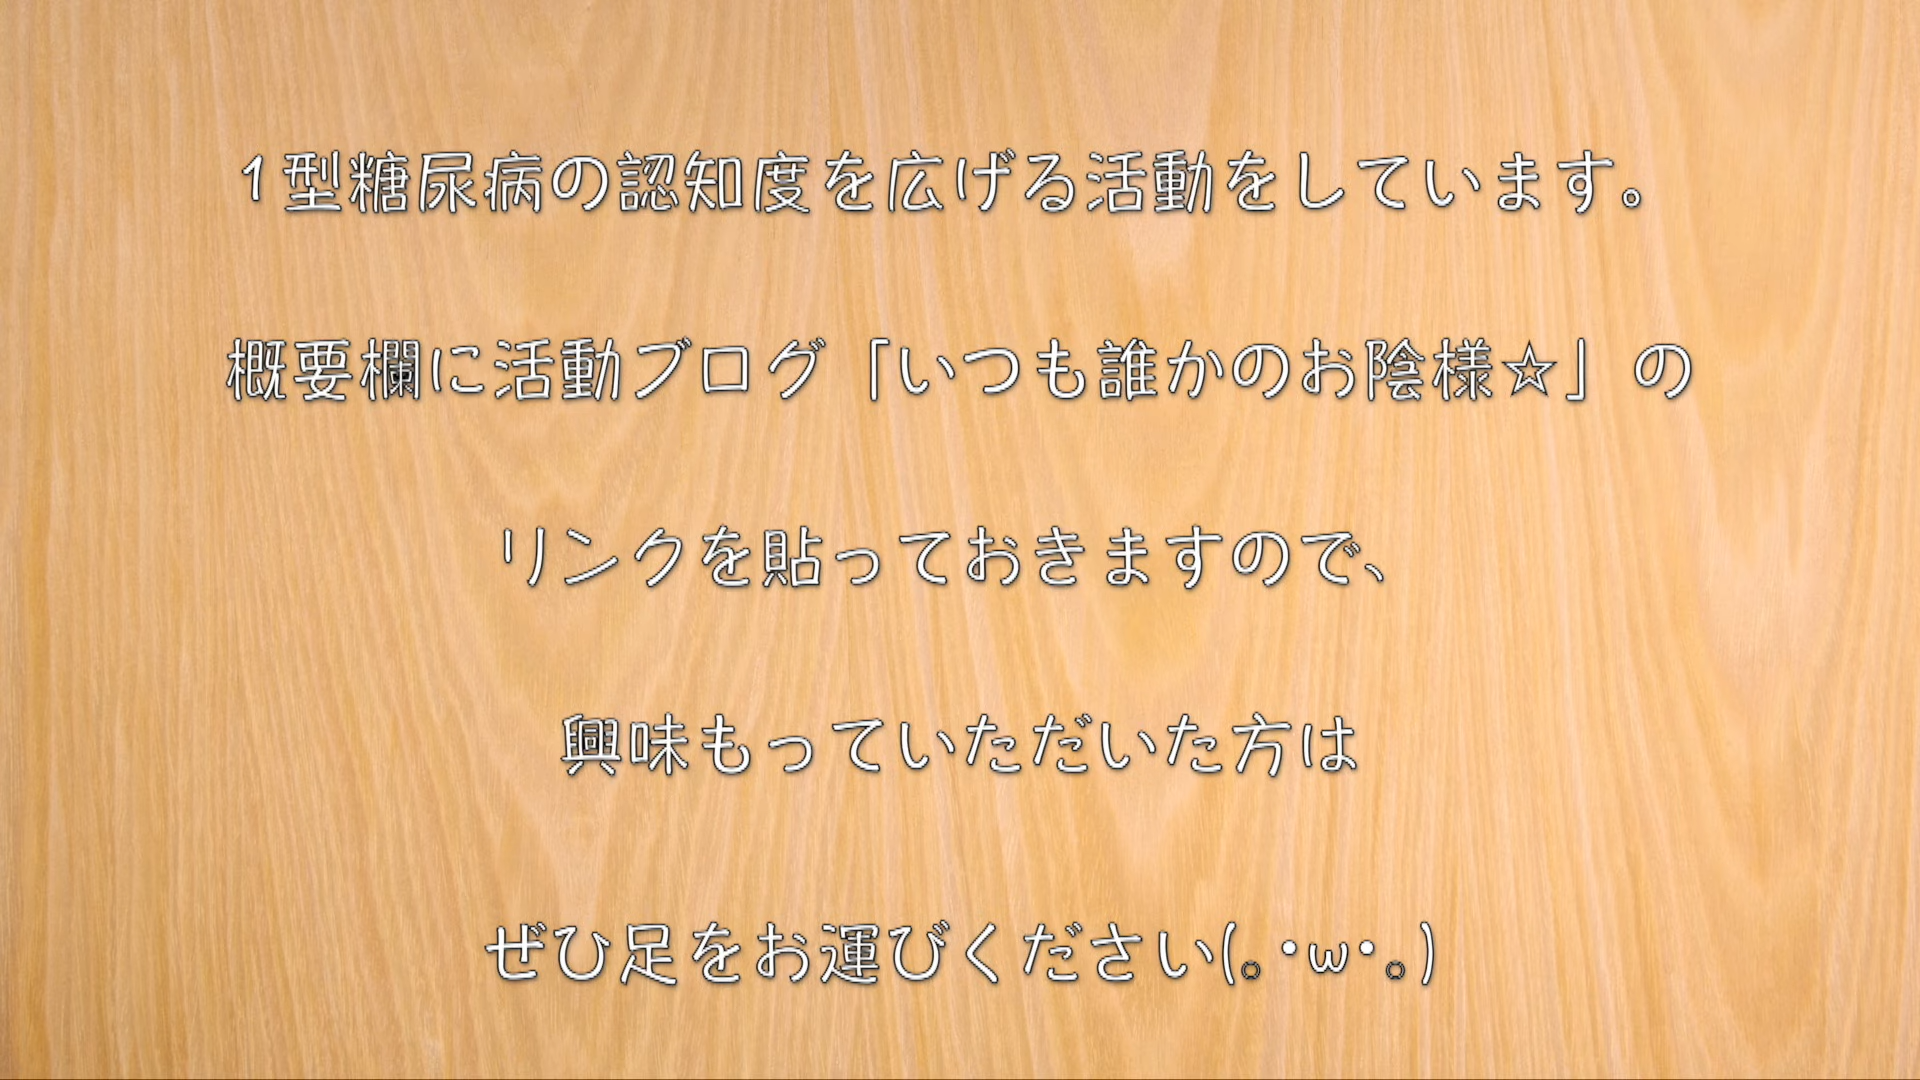 1型糖尿病の認知度を広げる活動をしています。
概要欄に活動ブログ「いつも誰かのお陰様☆」の
リンクを貼っておきますので、
興味もっていただいた方は
ぜひ足をお運びください(｡･ω･｡)